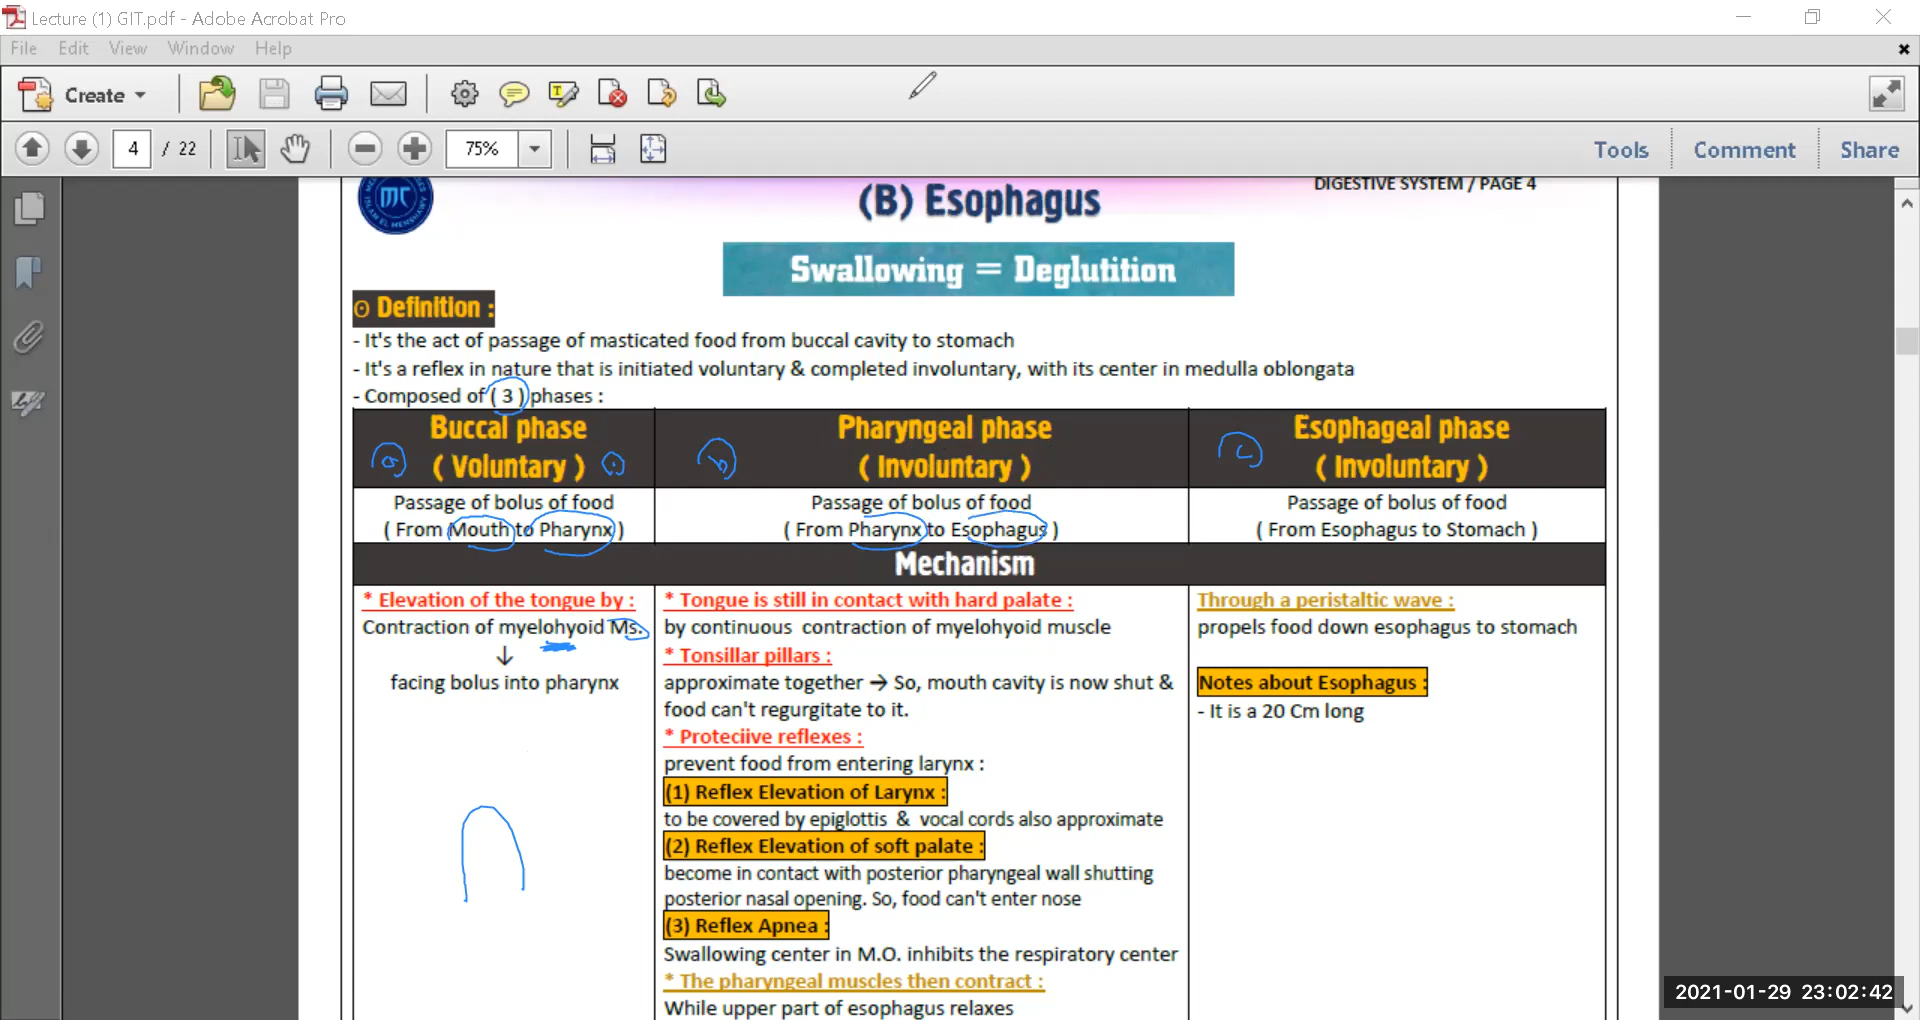 Lecture (1) GIT.pdf - Adobe Acrobat Pro
File Edit View Window Help
Create
4 / 22 75% Tools Comment Share
DIGESTIVE SYSTEM / PAGE 4
MC
(B) Esophagus
Swallowing = Deglutition
⊙ Definition :
- It's the act of passage of masticated food from buccal cavity to stomach
- It's a reflex in nature that is initiated voluntary & completed involuntary, with its center in medulla oblongata
- Composed of ( 3 ) phases :
Buccal phase
( Voluntary )
Passage of bolus of food
( From Mouth to Pharynx )
Pharyngeal phase
( Involuntary )
Passage of bolus of food
( From Pharynx to Esophagus )
Esophageal phase
( Involuntary )
Passage of bolus of food
( From Esophagus to Stomach )
Mechanism
* Elevation of the tongue by :
Contraction of myelohyoid Ms.
↓
facing bolus into pharynx
* Tongue is still in contact with hard palate :
by continuous contraction of myelohyoid muscle
* Tonsillar pillars :
approximate together → So, mouth cavity is now shut &
food can't regurgitate to it.
* Proteciive reflexes :
prevent food from entering larynx :
(1) Reflex Elevation of Larynx :
to be covered by epiglottis & vocal cords also approximate
(2) Reflex Elevation of soft palate :
become in contact with posterior pharyngeal wall shutting
posterior nasal opening. So, food can't enter nose
(3) Reflex Apnea :
Swallowing center in M.O. inhibits the respiratory center
* The pharyngeal muscles then contract :
While upper part of esophagus relaxes
Through a peristaltic wave :
propels food down esophagus to stomach
Notes about Esophagus :
- It is a 20 Cm long
2021-01-29 23:02:42